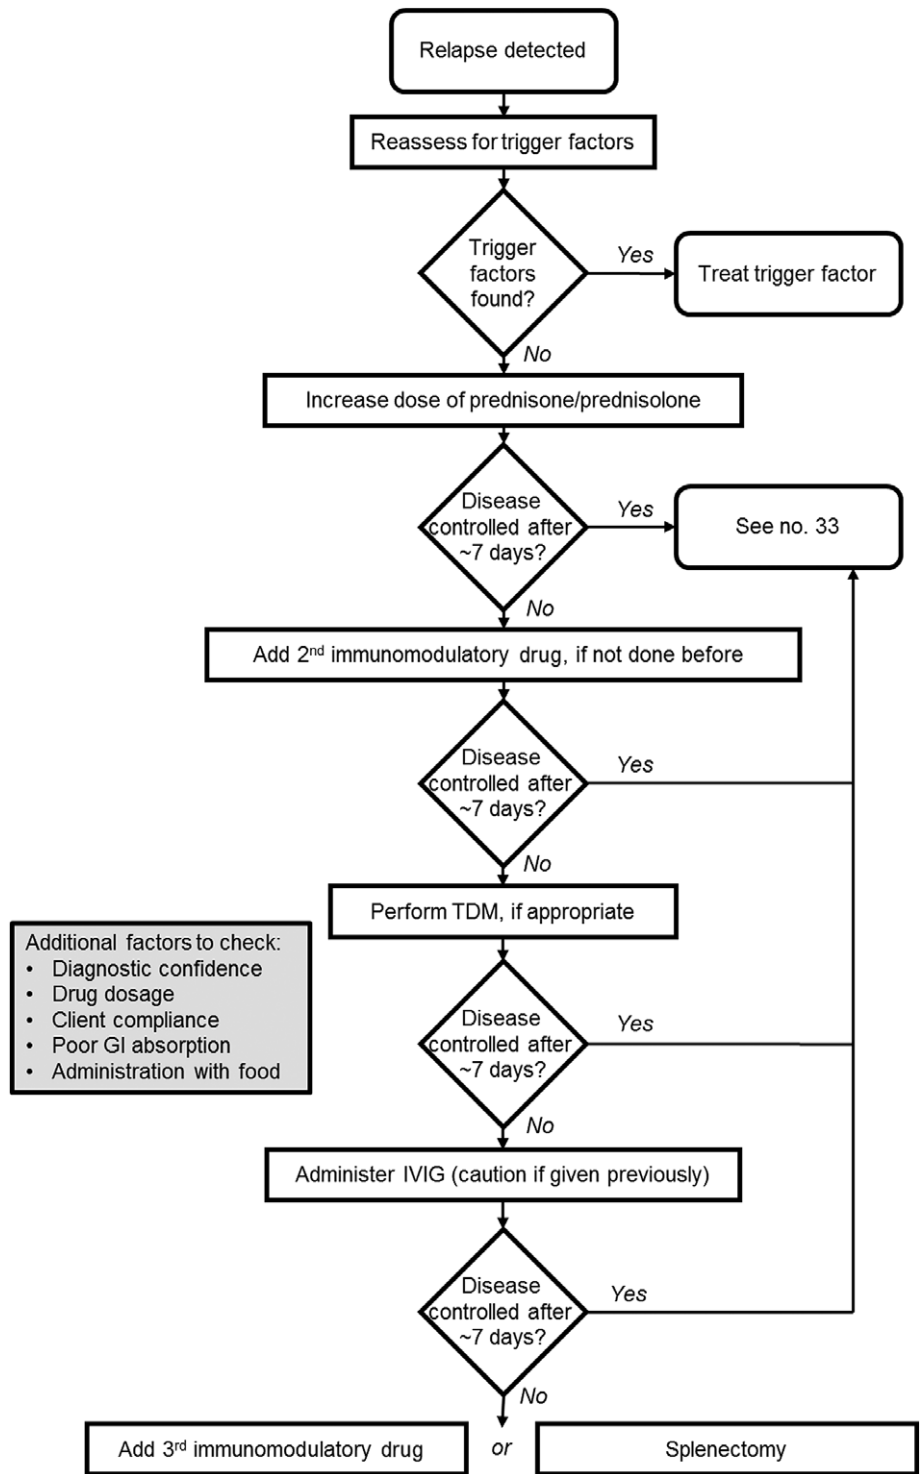 Relapse detected
Reassess for trigger factors
Trigger
factors
found?
Yes
Treat trigger factor
No
Increase dose of prednisone/prednisolone
Disease
controlled after
~7 days?
Yes
See no. 33
No
Add 2nd immunomodulatory drug, if not done before
Disease
controlled after
~7 days?
Yes
No
Perform TDM, if appropriate
Additional factors to check:
• Diagnostic confidence
• Drug dosage
• Client compliance
• Poor GI absorption
• Administration with food
Disease
controlled after
~7 days?
Yes
No
Administer IVIG (caution if given previously)
Disease
controlled after
~7 days?
Yes
No
Add 3rd immunomodulatory drug
or
Splenectomy